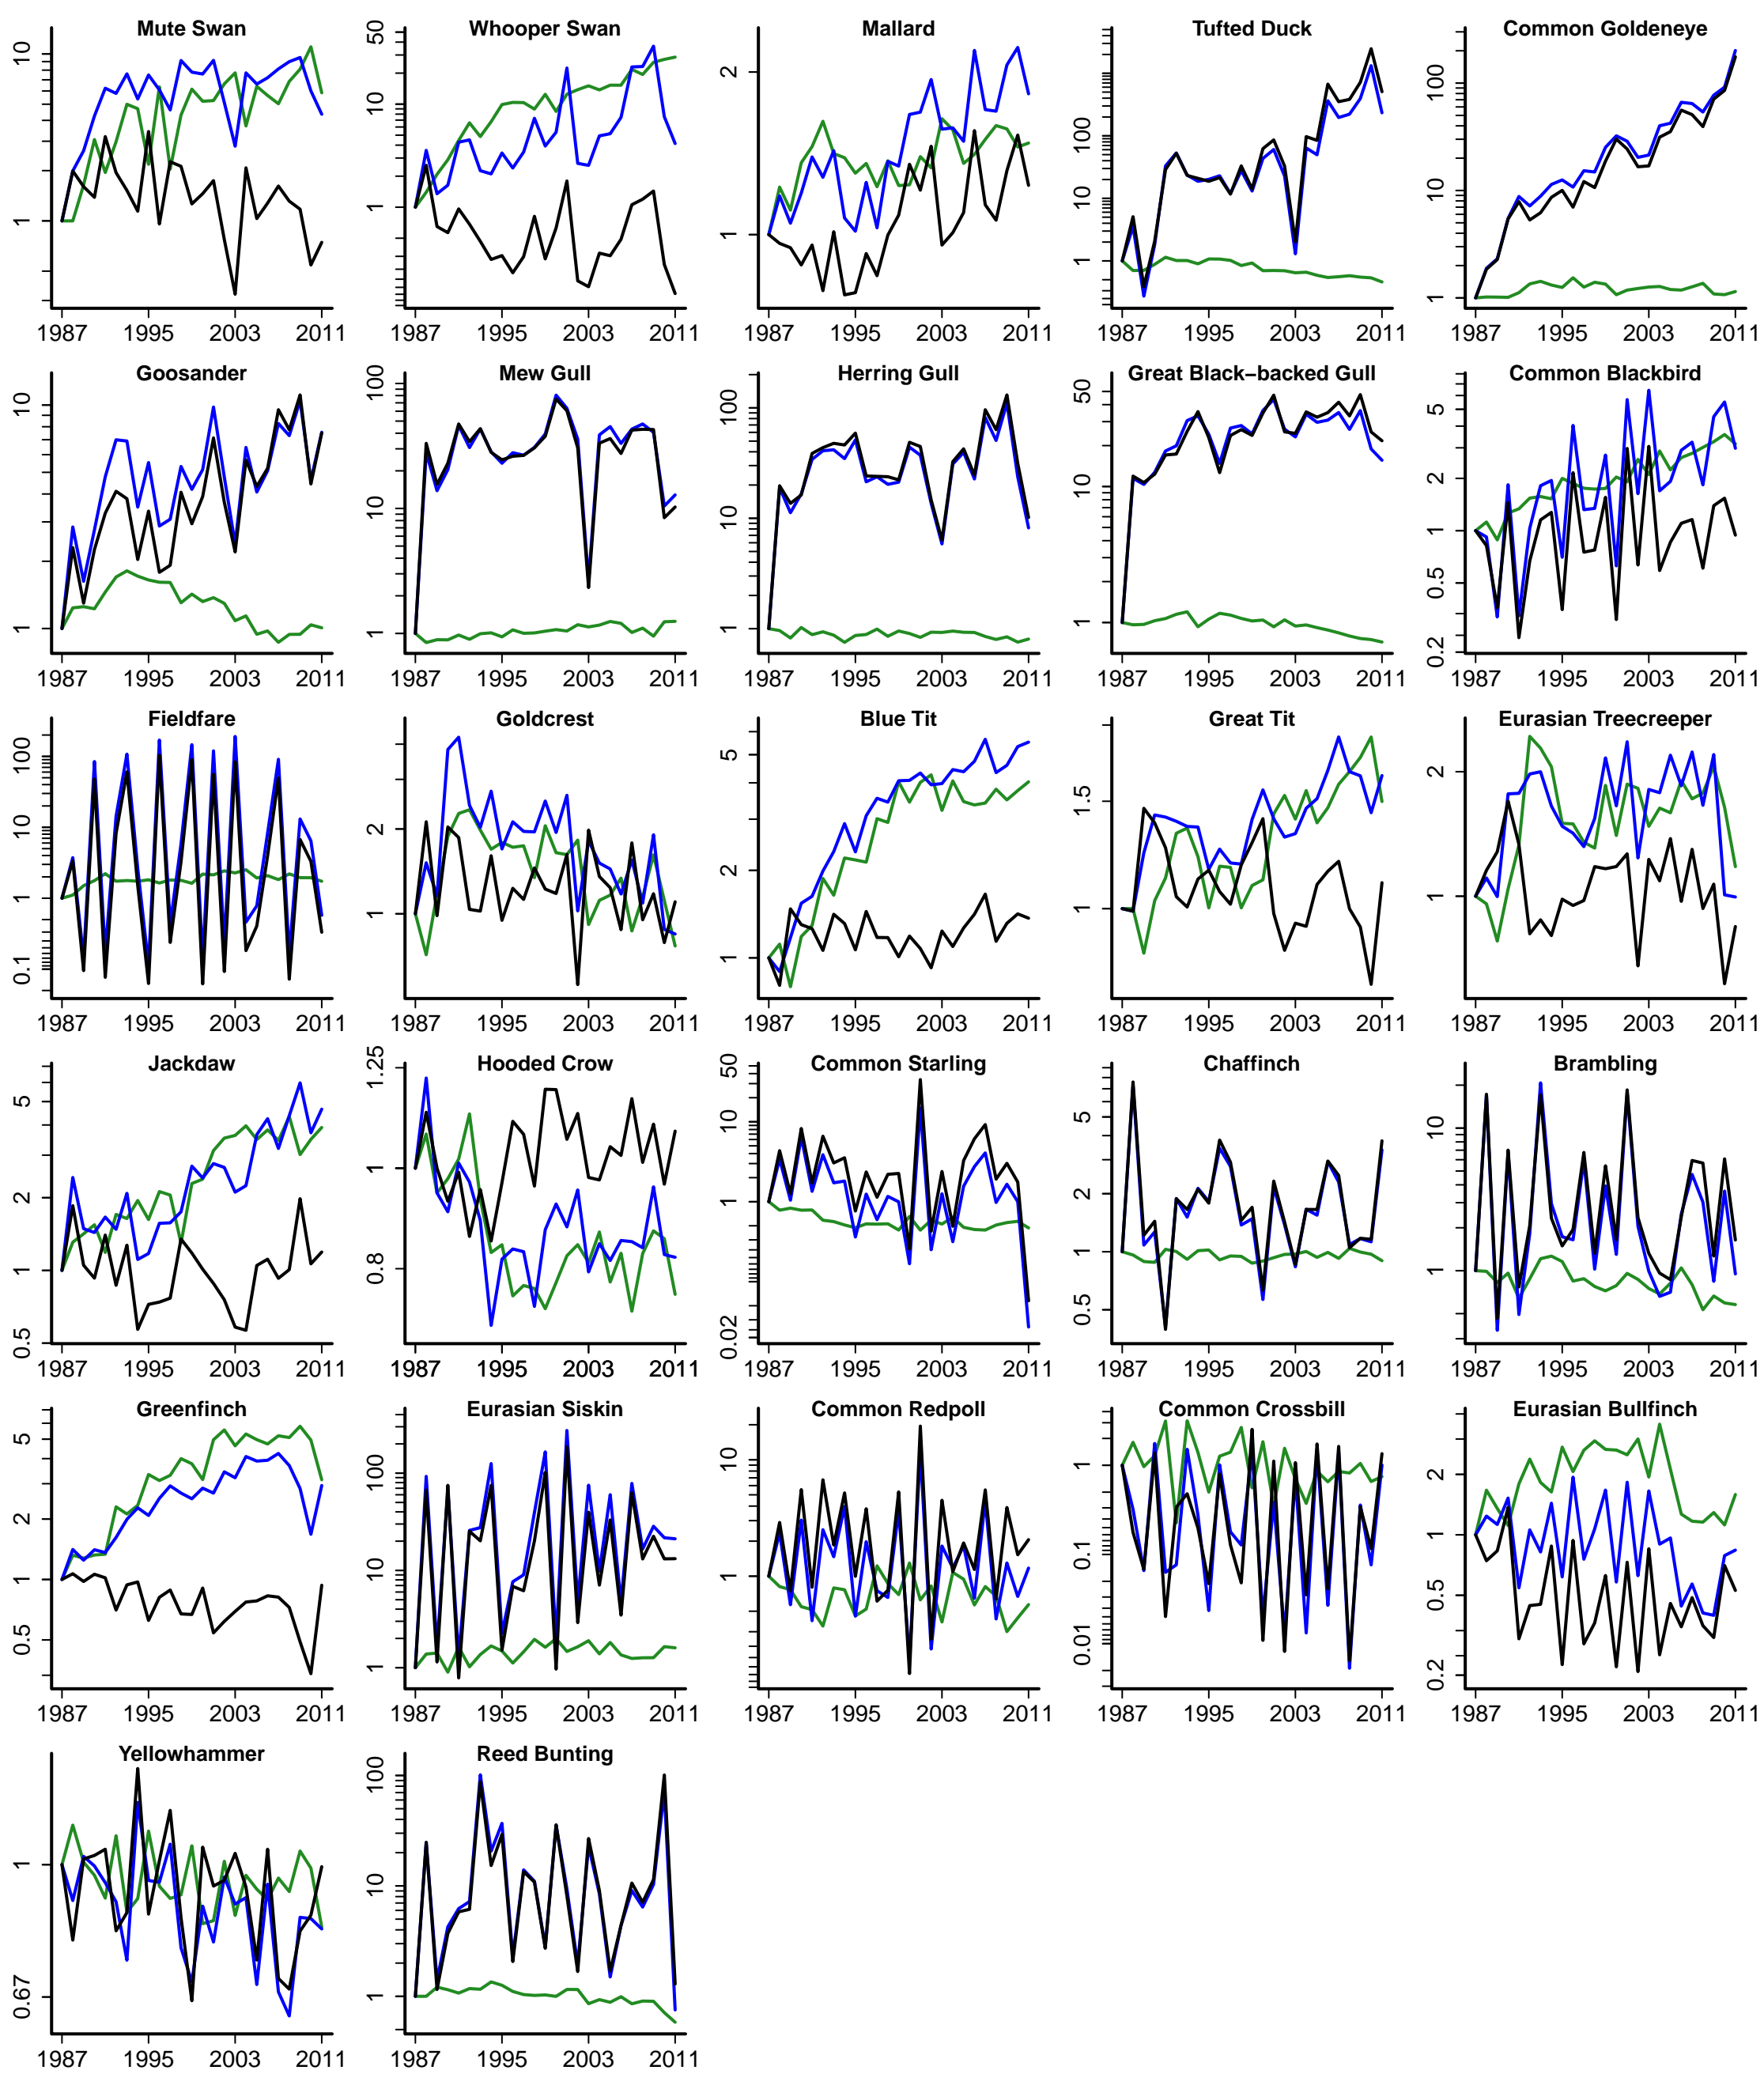 Mute Swan
10
1
1987 1995 2003 2011
Whooper Swan
50
10
1
1987 1995 2003 2011
Mallard
2
1
1987 1995 2003 2011
Tufted Duck
100
10
1
1987 1995 2003 2011
Common Goldeneye
100
10
1
1987 1995 2003 2011
Goosander
10
1
1987 1995 2003 2011
Mew Gull
100
10
1
1987 1995 2003 2011
Herring Gull
100
10
1
1987 1995 2003 2011
Great Black−backed Gull
50
10
1
1987 1995 2003 2011
Common Blackbird
5
2
1
0.5
0.2
1987 1995 2003 2011
Fieldfare
100
10
1
0.1
1987 1995 2003 2011
Goldcrest
2
1
1987 1995 2003 2011
Blue Tit
5
2
1
1987 1995 2003 2011
Great Tit
1.5
1
1987 1995 2003 2011
Eurasian Treecreeper
2
1
1987 1995 2003 2011
Jackdaw
5
2
1
0.5
1987 1995 2003 2011
Hooded Crow
1.25
1
0.8
1987 1995 2003 2011
Common Starling
50
10
1
0.02
1987 1995 2003 2011
Chaffinch
5
2
1
0.5
1987 1995 2003 2011
Brambling
10
1
1987 1995 2003 2011
Greenfinch
5
2
1
0.5
1987 1995 2003 2011
Eurasian Siskin
100
10
1
1987 1995 2003 2011
Common Redpoll
10
1
1987 1995 2003 2011
Common Crossbill
1
0.1
0.01
1987 1995 2003 2011
Eurasian Bullfinch
2
1
0.5
0.2
1987 1995 2003 2011
Yellowhammer
1
0.67
1987 1995 2003 2011
Reed Bunting
100
10
1
1987 1995 2003 2011